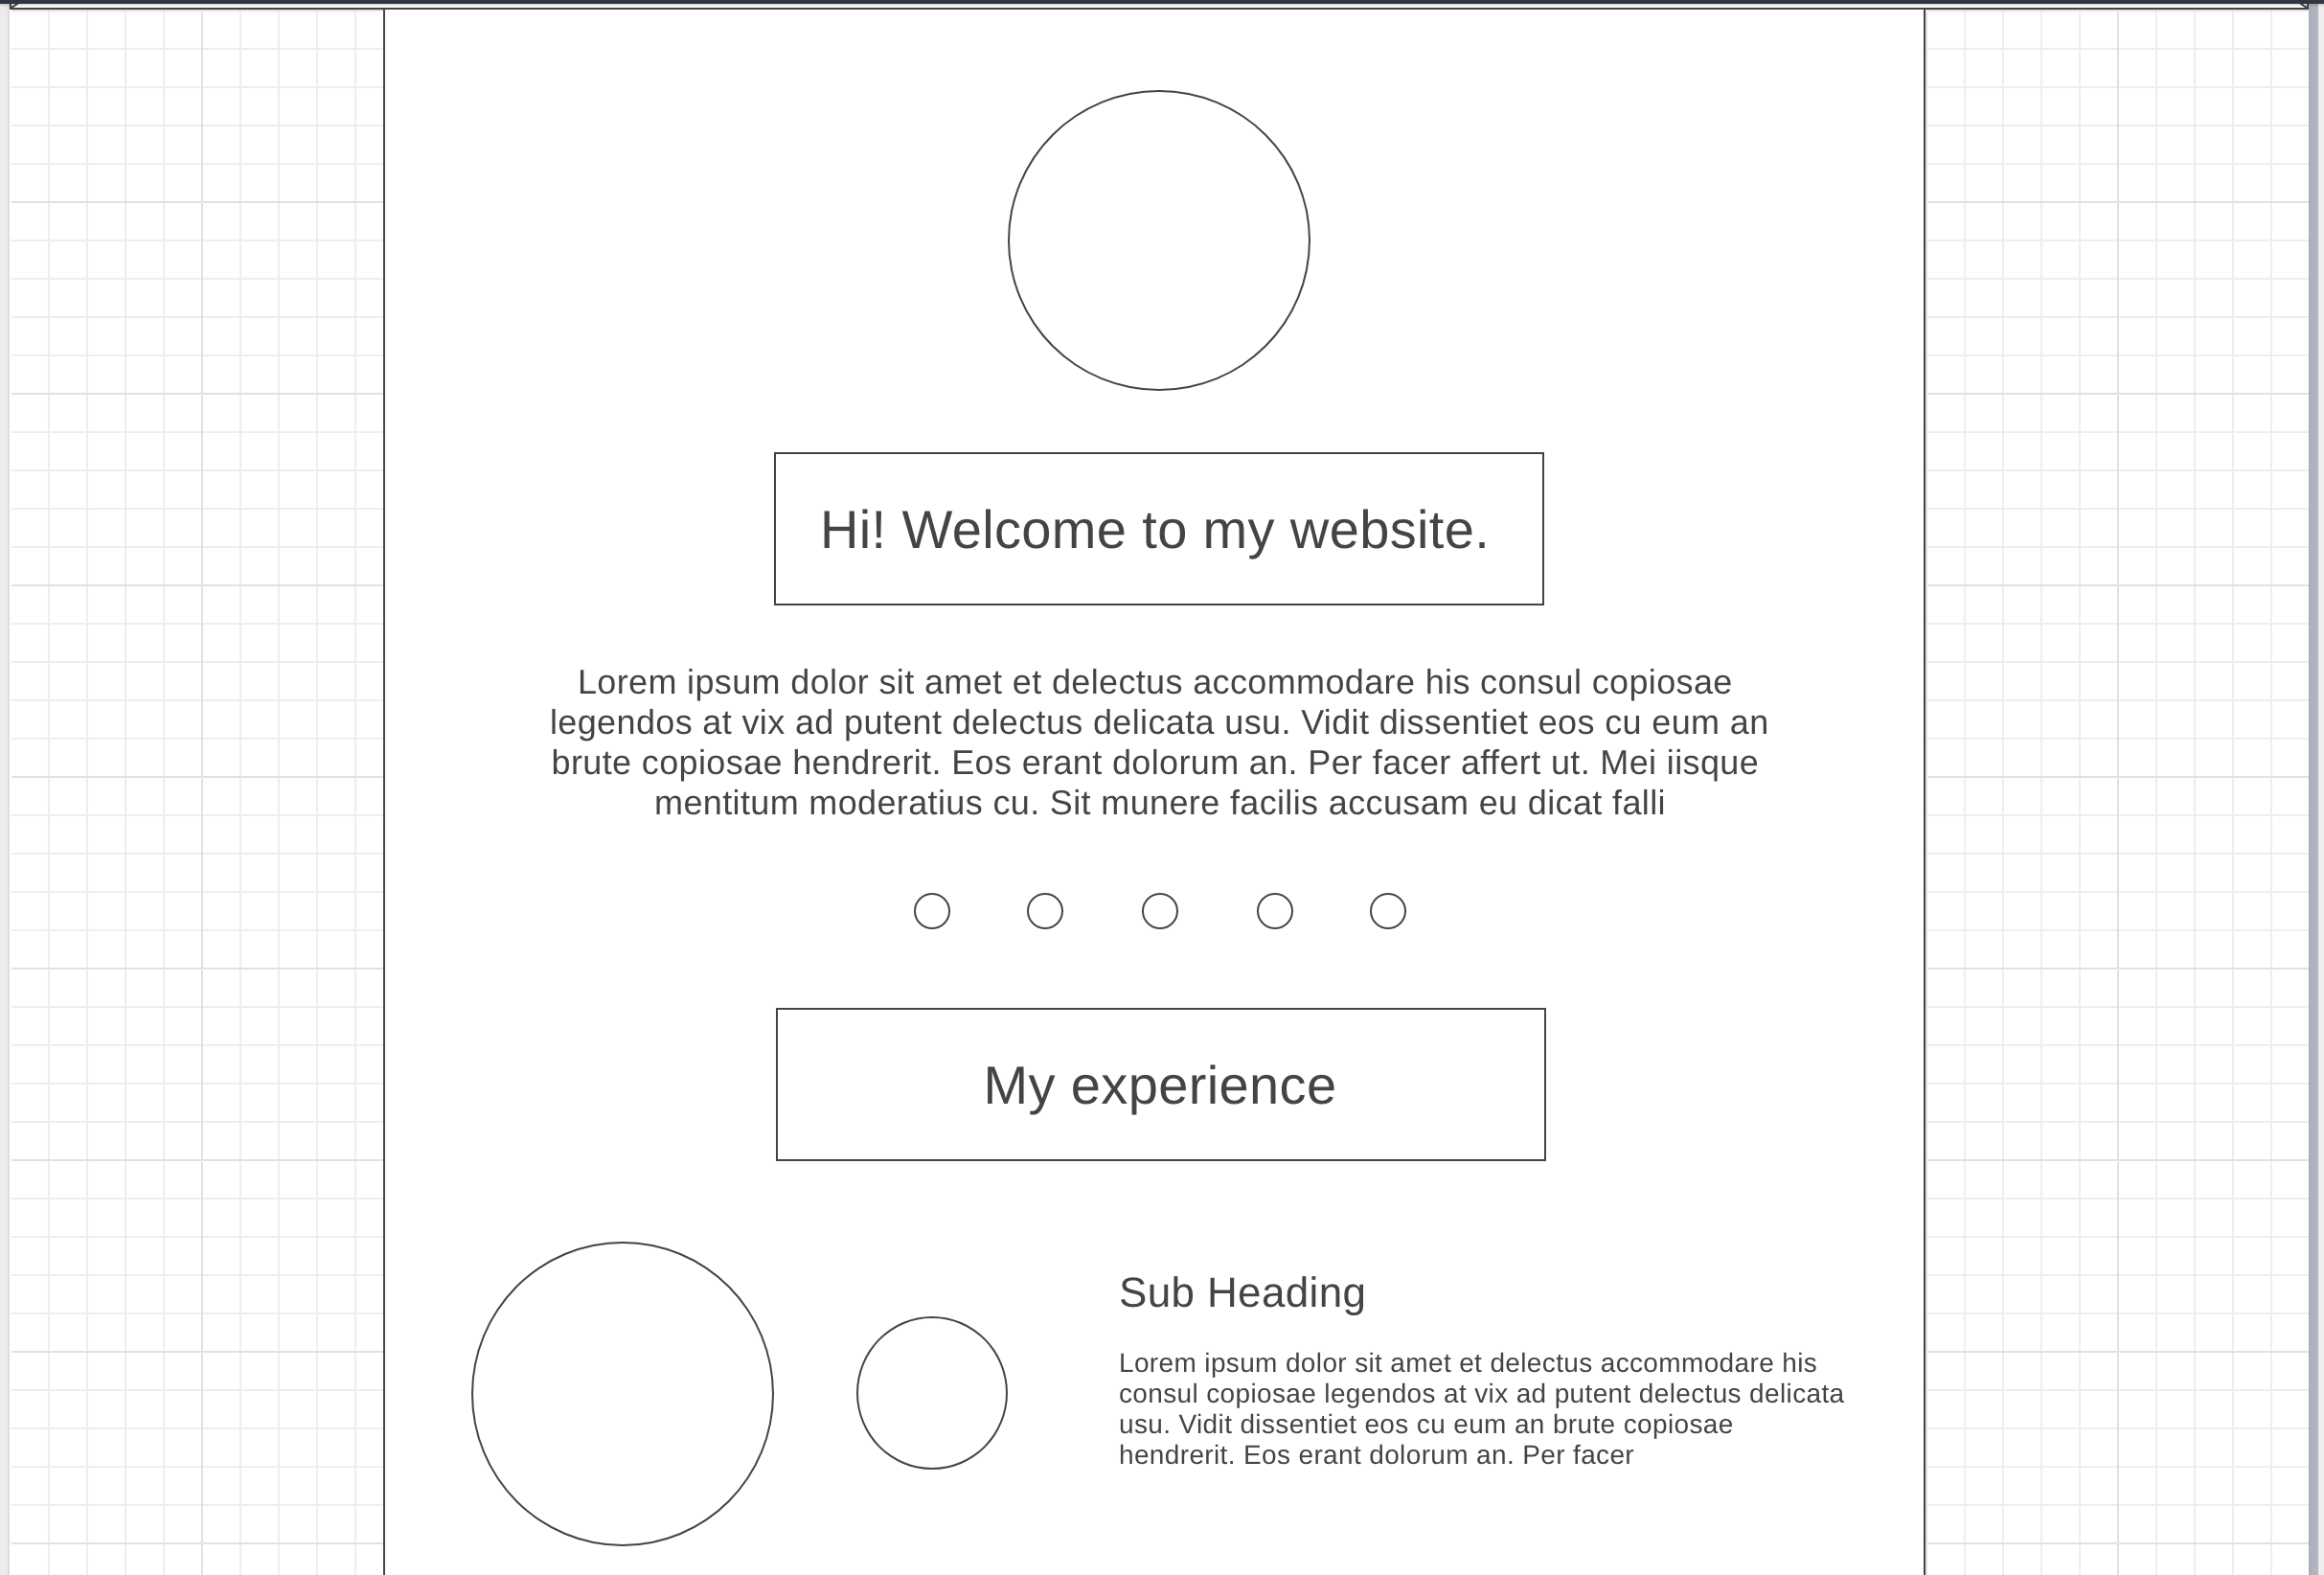 Hi! Welcome to my website.
Lorem ipsum dolor sit amet et delectus accommodare his consul copiosae
legendos at vix ad putent delectus delicata usu. Vidit dissentiet eos cu eum an
brute copiosae hendrerit. Eos erant dolorum an. Per facer affert ut. Mei iisque
mentitum moderatius cu. Sit munere facilis accusam eu dicat falli
My experience
Sub Heading
Lorem ipsum dolor sit amet et delectus accommodare his
consul copiosae legendos at vix ad putent delectus delicata
usu. Vidit dissentiet eos cu eum an brute copiosae
hendrerit. Eos erant dolorum an. Per facer